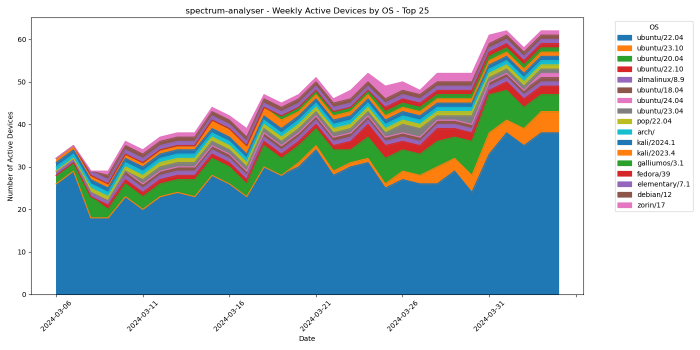 spectrum-analyser - Weekly Active Devices by OS - Top 25
Number of Active Devices
60
50
40
30
20
10
0
2024-03-06
2024-03-11
2024-03-16
2024-03-21
2024-03-26
2024-03-31
Date
OS
ubuntu/22.04
ubuntu/23.10
ubuntu/20.04
ubuntu/22.10
almalinux/8.9
ubuntu/18.04
ubuntu/24.04
ubuntu/23.04
pop/22.04
arch/
kali/2024.1
kali/2023.4
galliumos/3.1
fedora/39
elementary/7.1
debian/12
zorin/17